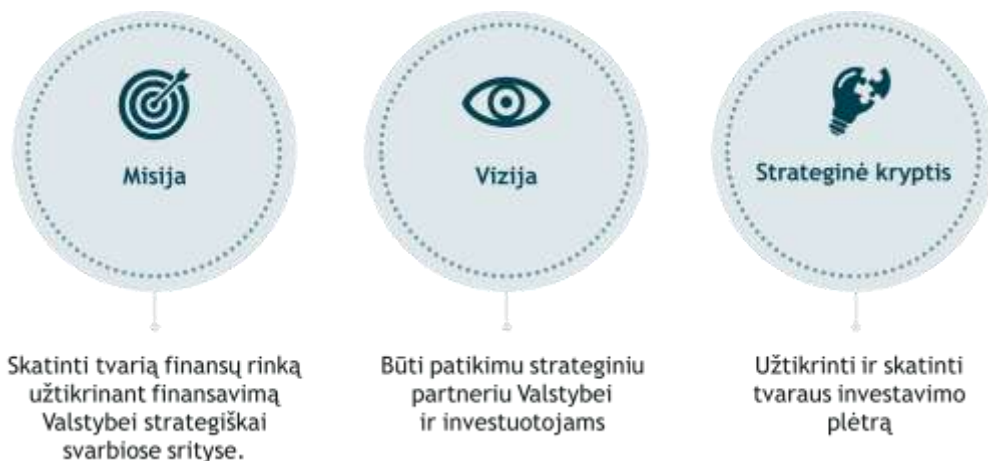 Misija
Skatinti tvarią finansų rinką
užtikrinant finansavimą
Valstybei strategiškai
svarbiose srityse.
Vizija
Būti patikimu strateginiu
partneriu Valstybei
ir investuotojams
Strateginė kryptis
Užtikrinti ir skatinti
tvaraus investavimo
plėtrą